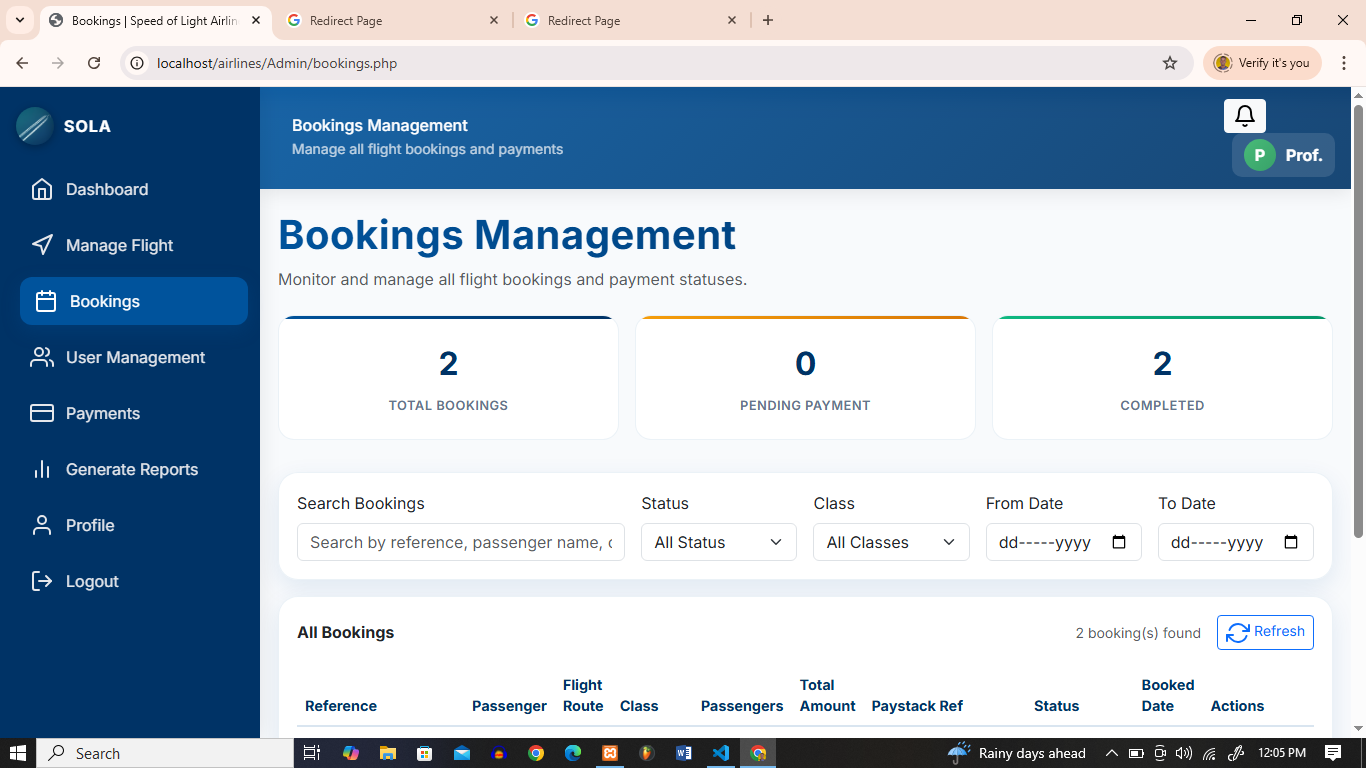 Bookings | Speed of Light Airlin
Redirect Page
Redirect Page
localhost/airlines/Admin/bookings.php
Verify it's you
SOLA
Dashboard
Manage Flight
Bookings
User Management
Payments
Generate Reports
Profile
Logout
Bookings Management
Manage all flight bookings and payments
P Prof.
Bookings Management
Monitor and manage all flight bookings and payment statuses.
2
TOTAL BOOKINGS
0
PENDING PAYMENT
2
COMPLETED
Search Bookings
Search by reference, passenger name, c
Status
All Status
Class
All Classes
From Date
dd-----yyyy
To Date
dd-----yyyy
All Bookings
2 booking(s) found
Refresh
Reference
Passenger
Flight
Route
Class
Passengers
Total
Amount
Paystack Ref
Status
Booked
Date
Actions
Search
Rainy days ahead
12:05 PM